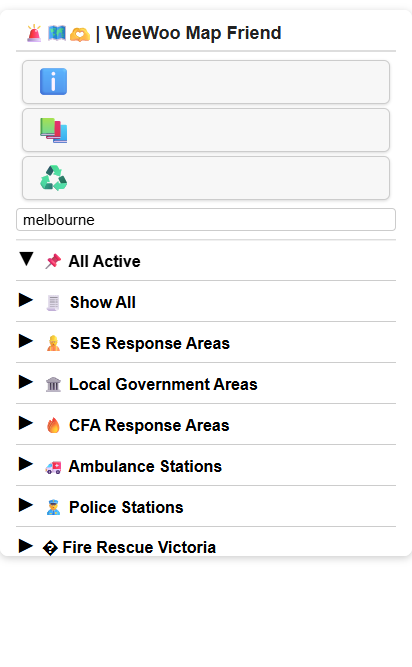 🚨🗺️🫶 | WeeWoo Map Friend
ℹ️
📚
♻️
melbourne
▼ 📌 All Active
▶ 📜 Show All
▶ 👷 SES Response Areas
▶ 🏛️ Local Government Areas
▶ 🔥 CFA Response Areas
▶ 🚑 Ambulance Stations
▶ 👮 Police Stations
▶ � Fire Rescue Victoria